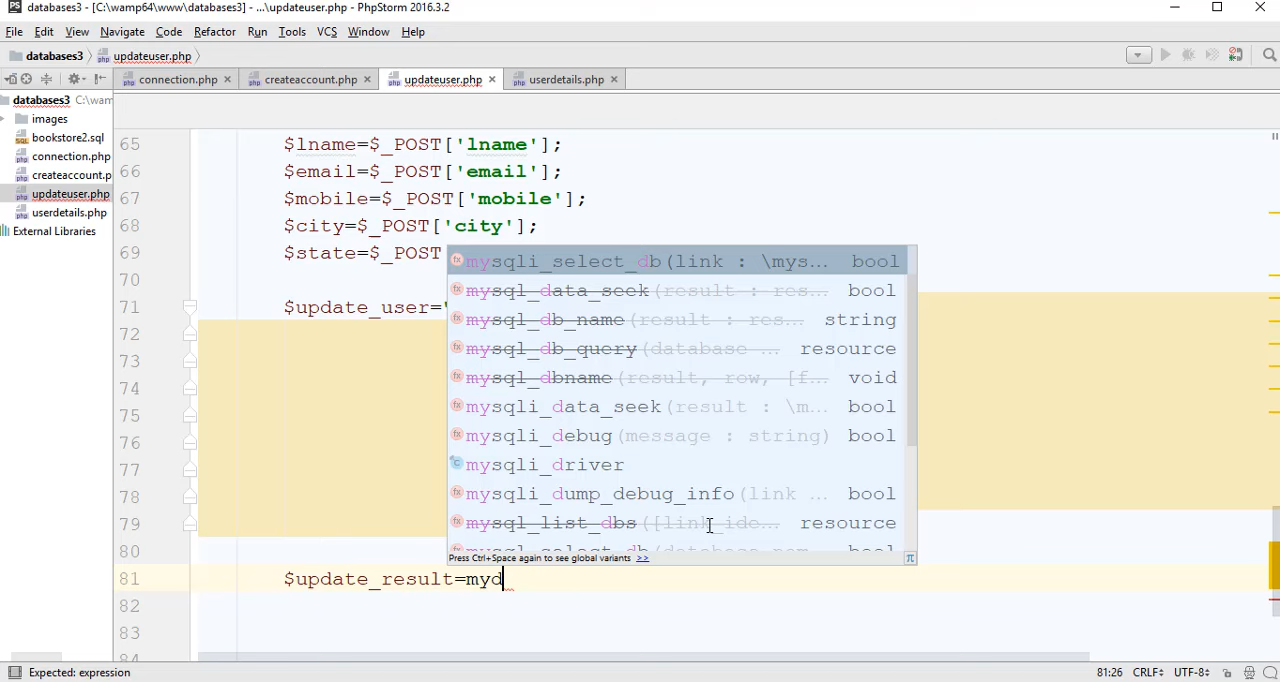 databases3 - [C:\wamp64\www\databases3] - ...\updateuser.php - PhpStorm 2016.3.2
File Edit View Navigate Code Refactor Run Tools VCS Window Help
databases3 updateuser.php
connection.php createaccount.php updateuser.php userdetails.php
databases3 C:\wam
images
bookstore2.sql
connection.php
createaccount.p
updateuser.php
userdetails.php
External Libraries
65 $lname=$_POST['lname'];
66 $email=$_POST['email'];
67 $mobile=$_POST['mobile'];
68 $city=$_POST['city'];
69 $state=$_POST
70
71 $update_user="
72
73
74
75
76
77
78
79
80
81 $update_result=myd
82
83
84
mysqli_select_db(link : \mys... bool
mysql_data_seek(result : res... bool
mysql_db_name(result : res... string
mysql_db_query(database ... resource
mysql_dbname(result, row, [f... void
mysqli_data_seek(result : \m... bool
mysqli_debug(message : string) bool
mysqli_driver
mysqli_dump_debug_info(link ... bool
mysql_list_dbs([link_ide... resource
mysql_select_db(database_nam... bool
Press Ctrl+Space again to see global variants >>
Expected: expression 81:26 CRLF UTF-8